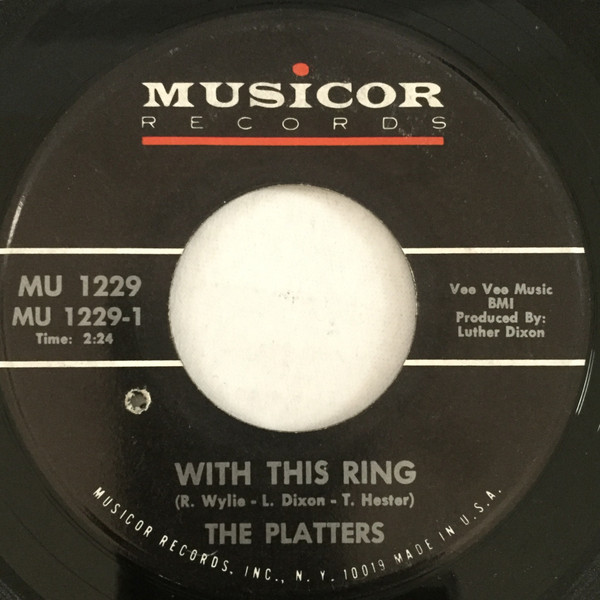 MUSICOR
RECORDS
MU 1229
MU 1229-1
Time: 2:24
Vee Vee Music
BMI
Produced By:
Luther Dixon
WITH THIS RING
(R. Wylie - L. Dixon - T. Hester)
THE PLATTERS
MUSICOR RECORDS, INC., N. Y. 10019 MADE IN U.S.A.